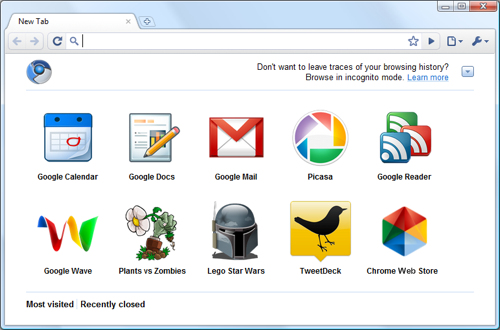 New Tab
Don't want to leave traces of your browsing history?
Browse in incognito mode. Learn more
Google Calendar
Google Docs
Google Mail
Picasa
Google Reader
Google Wave
Plants vs Zombies
Lego Star Wars
TweetDeck
Chrome Web Store
Most visited
Recently closed